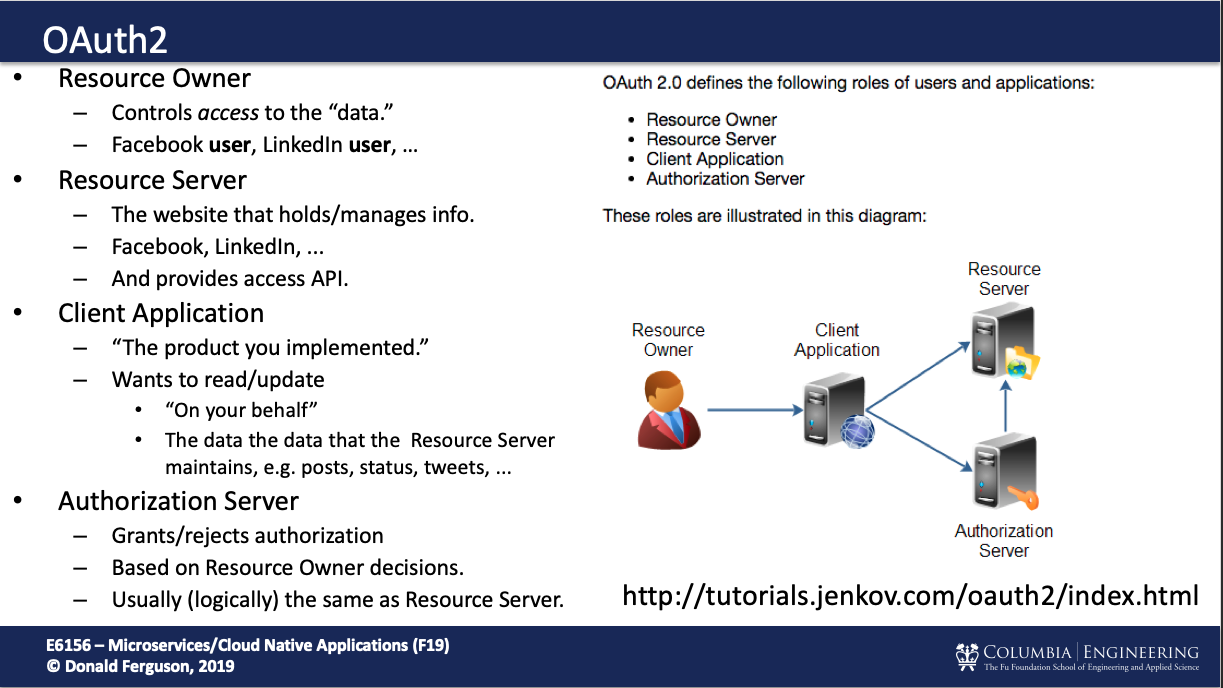 OAuth2
• Resource Owner
– Controls access to the “data.”
– Facebook user, LinkedIn user, …
• Resource Server
– The website that holds/manages info.
– Facebook, LinkedIn, ...
– And provides access API.
• Client Application
– “The product you implemented.”
– Wants to read/update
• “On your behalf”
• The data the data that the Resource Server
maintains, e.g. posts, status, tweets, ...
• Authorization Server
– Grants/rejects authorization
– Based on Resource Owner decisions.
– Usually (logically) the same as Resource Server.
OAuth 2.0 defines the following roles of users and applications:
• Resource Owner
• Resource Server
• Client Application
• Authorization Server
These roles are illustrated in this diagram:
Resource
Server
Resource
Owner
Client
Application
Authorization
Server
http://tutorials.jenkov.com/oauth2/index.html
E6156 – Microservices/Cloud Native Applications (F19)
© Donald Ferguson, 2019
COLUMBIA | ENGINEERING
The Fu Foundation School of Engineering and Applied Science